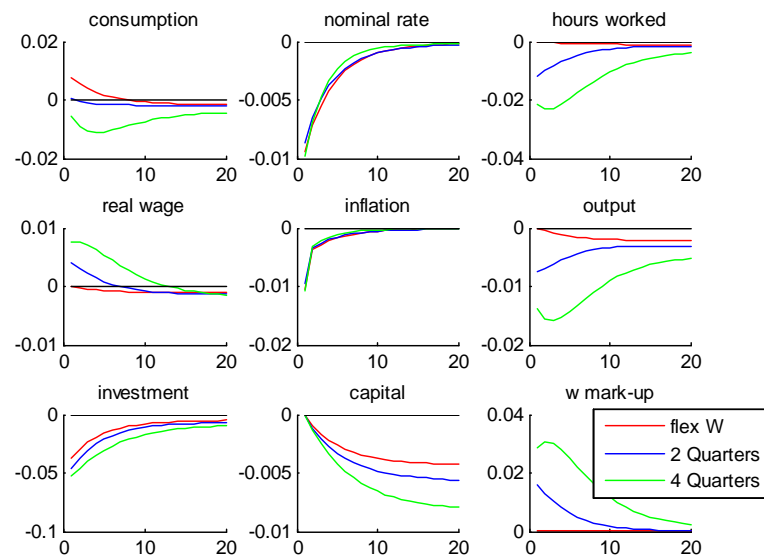 consumption
nominal rate
hours worked
0.02
0
-0.02
0 10 20
0
-0.005
-0.01
0 10 20
0
-0.02
-0.04
0 10 20
real wage
inflation
output
0.01
0
-0.01
0 10 20
0
-0.01
-0.02
0 10 20
0
-0.01
-0.02
0 10 20
investment
capital
w mark-up
0
-0.05
-0.1
0 10 20
0
-0.005
-0.01
0 10 20
0.04
0.02
0
0 10 20
flex W
2 Quarters
4 Quarters